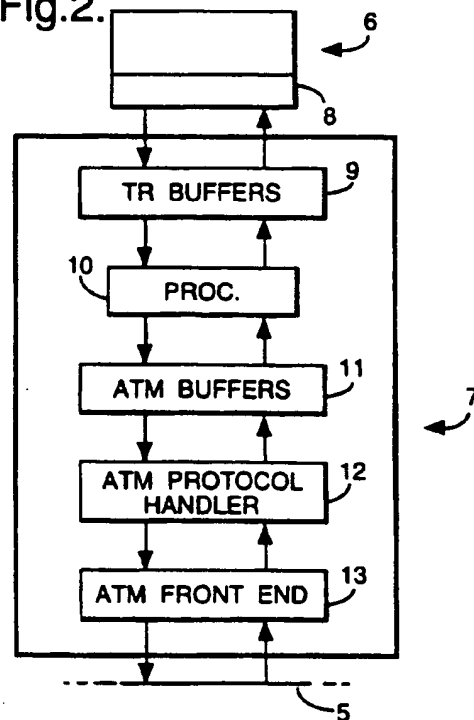 Fig.2.
6
8
TR BUFFERS
9
10
PROC.
ATM BUFFERS
11
7
ATM PROTOCOL
HANDLER
12
ATM FRONT END
13
5